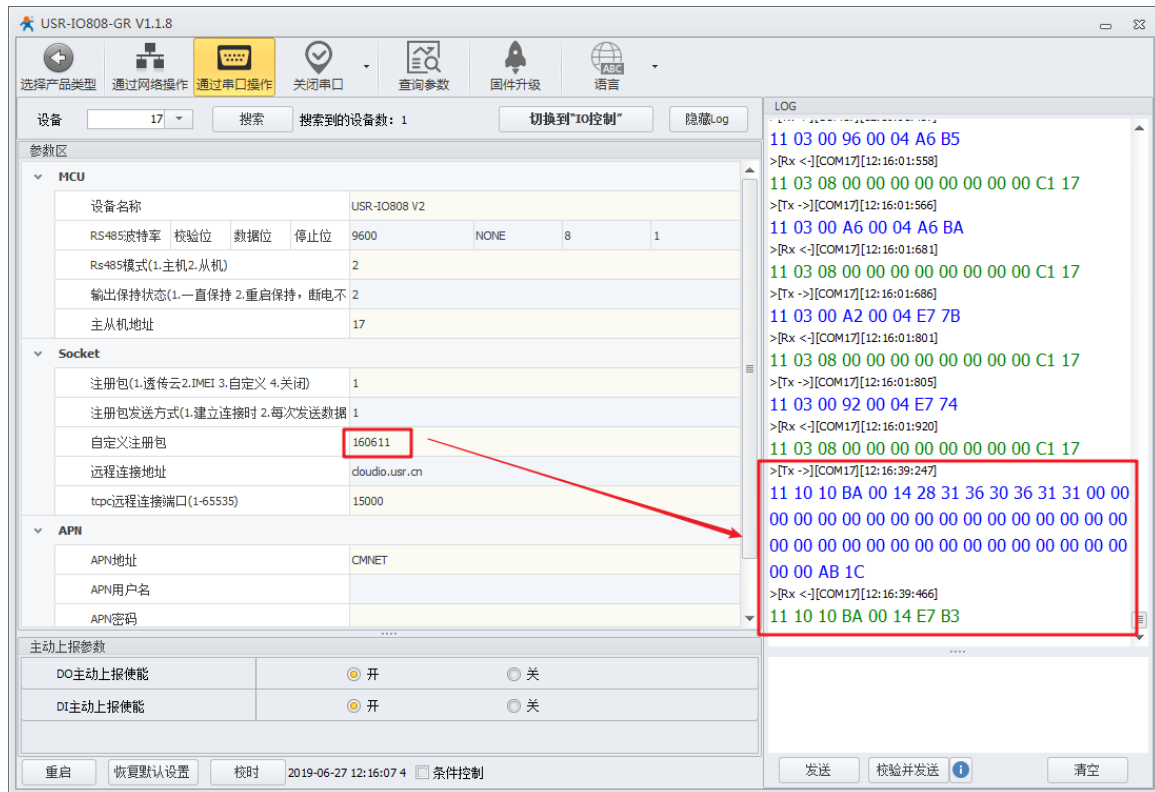 USR-IO808-GR V1.1.8
选择产品类型 通过网络操作 通过串口操作 关闭串口 查询参数 固件升级 语言
ABC
设备 17 搜索 搜索到的设备数: 1 切换到"IO控制" 隐藏Log
参数区
MCU
设备名称 USR-IO808 V2
RS485波特率 校验位 数据位 停止位 9600 NONE 8 1
Rs485模式(1.主机2.从机) 2
输出保持状态(1.一直保持 2.重启保持，断电不 2
主从机地址 17
Socket
注册包(1.透传云2.IMEI 3.自定义 4.关闭) 1
注册包发送方式(1.建立连接时 2.每次发送数据 1
自定义注册包 160611
远程连接地址 cloudio.usr.cn
tcpc远程连接端口(1-65535) 15000
APN
APN地址 CMNET
APN用户名
APN密码
主动上报参数
DO主动上报使能 开 关
DI主动上报使能 开 关
重启 恢复默认设置 校时 2019-06-27 12:16:07 4 条件控制
LOG
11 03 00 96 00 04 A6 B5
>[Rx <-][COM17][12:16:01:558]
11 03 08 00 00 00 00 00 00 00 00 C1 17
>[Tx ->][COM17][12:16:01:566]
11 03 00 A6 00 04 A6 BA
>[Rx <-][COM17][12:16:01:681]
11 03 08 00 00 00 00 00 00 00 00 C1 17
>[Tx ->][COM17][12:16:01:686]
11 03 00 A2 00 04 E7 7B
>[Rx <-][COM17][12:16:01:801]
11 03 08 00 00 00 00 00 00 00 00 C1 17
>[Tx ->][COM17][12:16:01:805]
11 03 00 92 00 04 E7 74
>[Rx <-][COM17][12:16:01:920]
11 03 08 00 00 00 00 00 00 00 00 C1 17
>[Tx ->][COM17][12:16:39:247]
11 10 10 BA 00 14 28 31 36 30 36 31 31 00 00
00 00 00 00 00 00 00 00 00 00 00 00 00 00 00
00 00 00 00 00 00 00 00 00 00 00 00 00 00 00
00 00 AB 1C
>[Rx <-][COM17][12:16:39:466]
11 10 10 BA 00 14 E7 B3
发送 校验并发送 清空